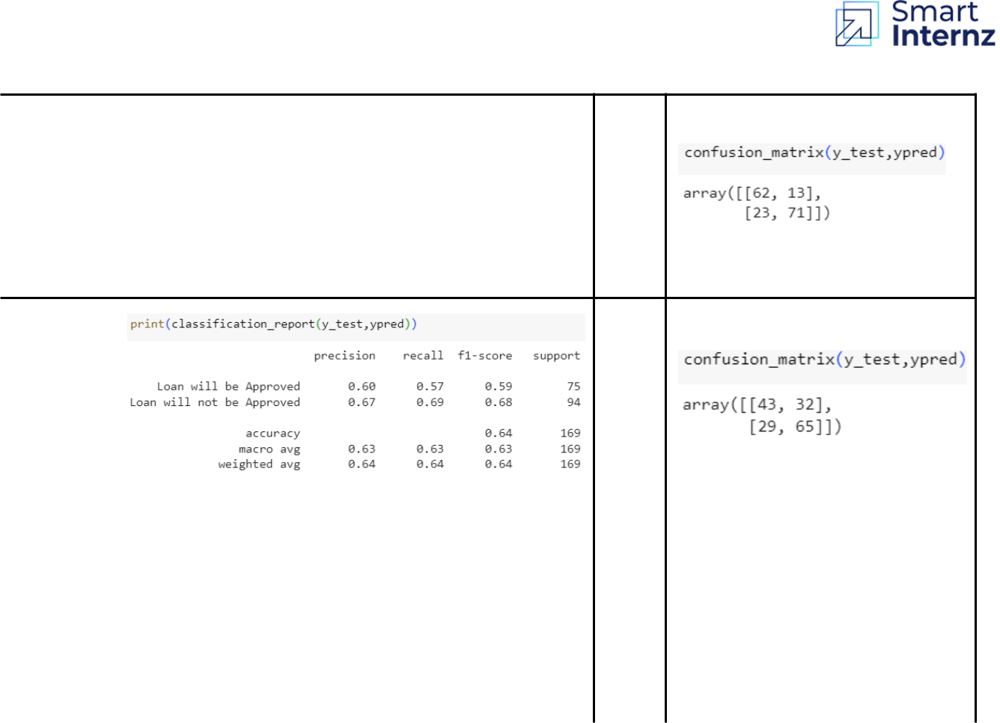 Smart
Internz
confusion_matrix(y_test,ypred)
array([[62, 13],
[23, 71]])
print(classification_report(y_test,ypred))
precision recall f1-score support
Loan will be Approved 0.60 0.57 0.59 75
Loan will not be Approved 0.67 0.69 0.68 94
accuracy 0.64 169
macro avg 0.63 0.63 0.63 169
weighted avg 0.64 0.64 0.64 169
confusion_matrix(y_test,ypred)
array([[43, 32],
[29, 65]])